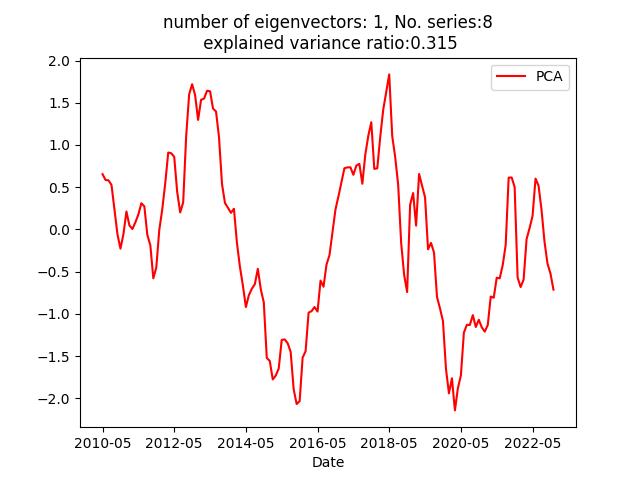 number of eigenvectors: 1, No. series:8
explained variance ratio:0.315
PCA
2.0
1.5
1.0
0.5
0.0
−0.5
−1.0
−1.5
−2.0
2010-05 2012-05 2014-05 2016-05 2018-05 2020-05 2022-05
Date